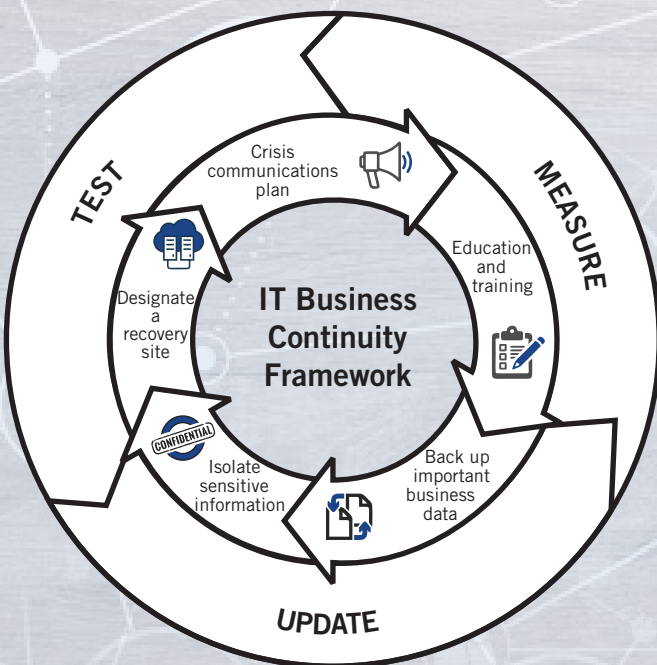 TEST
MEASURE
UPDATE
Crisis
communications
plan
Education
and
training
Back up
important
business
data
CONFIDENTIAL
Isolate
sensitive
information
Designate
a
recovery
site
IT Business
Continuity
Framework